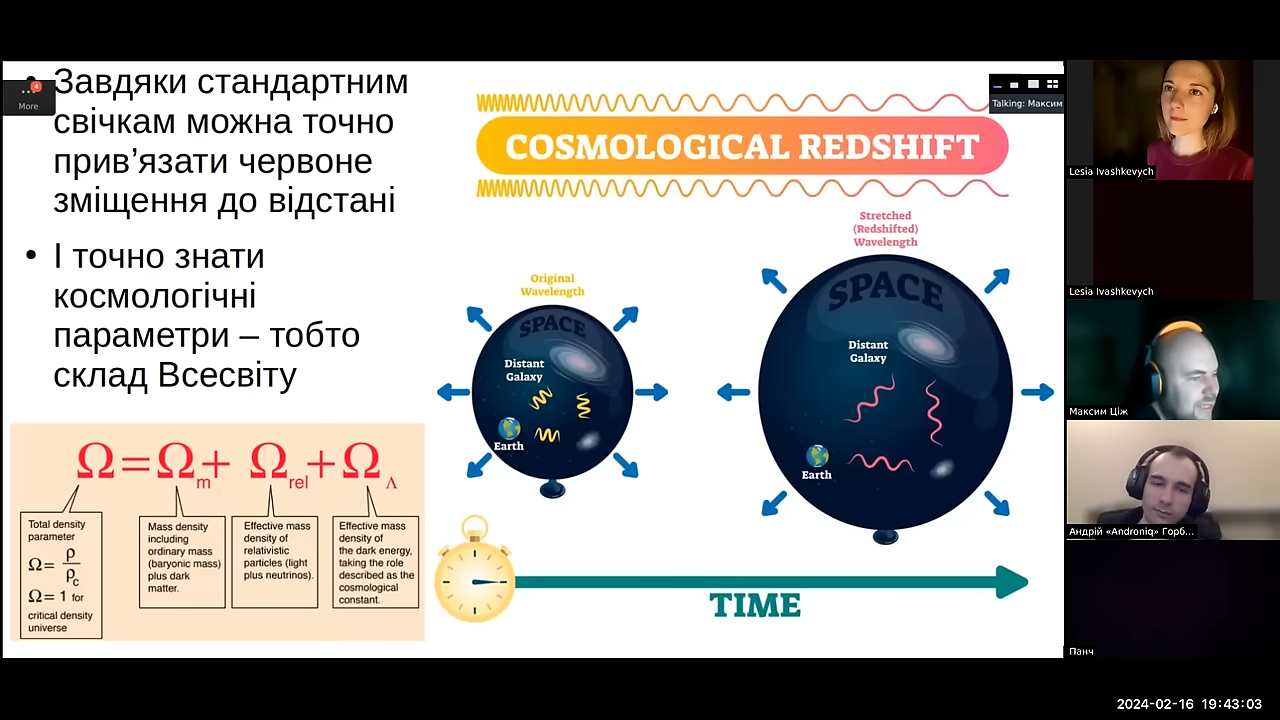 Завдяки стандартним
свічкам можна точно
прив’язати червоне
зміщення до відстані
І точно знати
космологічні
параметри – тобто
склад Всесвіту
4
More
Ω=Ωm+ Ωrel+ΩΛ
Total density
parameter
Ω= ρ
ρc
Ω= 1 for
critical density
universe
Mass density
including
ordinary mass
(baryonic mass)
plus dark
matter.
Effective mass
density of
relativistic
particles (light
plus neutrinos).
Effective mass
density of
the dark energy,
taking the role
described as the
cosmological
constant.
COSMOLOGICAL REDSHIFT
Original
Wavelength
SPACE
Distant
Galaxy
Earth
Stretched
(Redshifted)
Wavelength
SPACE
Distant
Galaxy
Earth
TIME
Talking: Максим
Lesia Ivashkevych
Lesia Ivashkevych
Максим Ціж
Андрій «Androniq» Горб...
Панч
2024-02-16 19:43:03